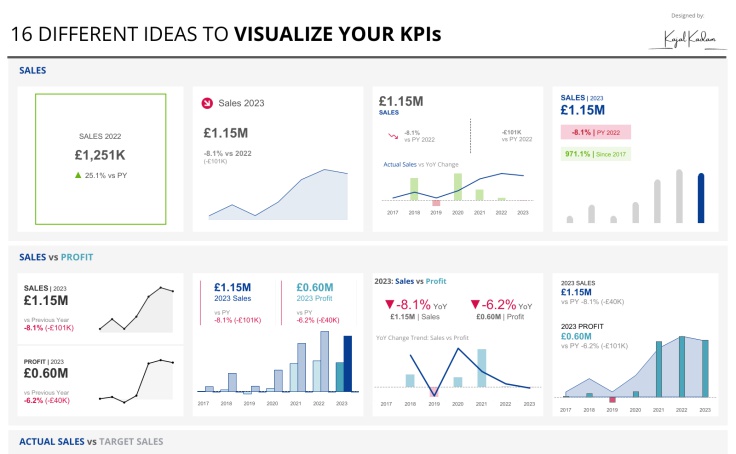 Designed by:
Kajal Kadam
16 DIFFERENT IDEAS TO VISUALIZE YOUR KPIs
SALES
SALES 2022
£1,251K
▲ 25.1% vs PY
Sales 2023
£1.15M
-8.1% vs 2022
(-£101K)
£1.15M
SALES
-8.1%
vs PY 2022
-£101K
vs PY 2022
Actual Sales vs YoY Change
2017 2018 2019 2020 2021 2022 2023
SALES | 2023
£1.15M
-8.1% | PY 2022
971.1% | Since 2017
SALES vs PROFIT
SALES | 2023
£1.15M
vs Previous Year
-8.1% (-£101K)
PROFIT | 2023
£0.60M
vs Previous Year
-6.2% (-£40K)
£1.15M
2023 Sales
vs PY
-8.1% (-£101K)
£0.60M
2023 Profit
vs PY
-6.2% (-£40K)
2017 2018 2019 2020 2021 2022 2023
2023: Sales vs Profit
▼-8.1% YoY
£1.15M | Sales
▼-6.2% YoY
£0.60M | Profit
YoY Change Trend: Sales vs Profit
2017 2018 2019 2020 2021 2022 2023
2023 SALES
£1.15M
vs PY -8.1% (-£40K)
2023 PROFIT
£0.60M
vs PY -6.2% (-£101K)
2017 2018 2019 2020 2021 2022 2023
ACTUAL SALES vs TARGET SALES